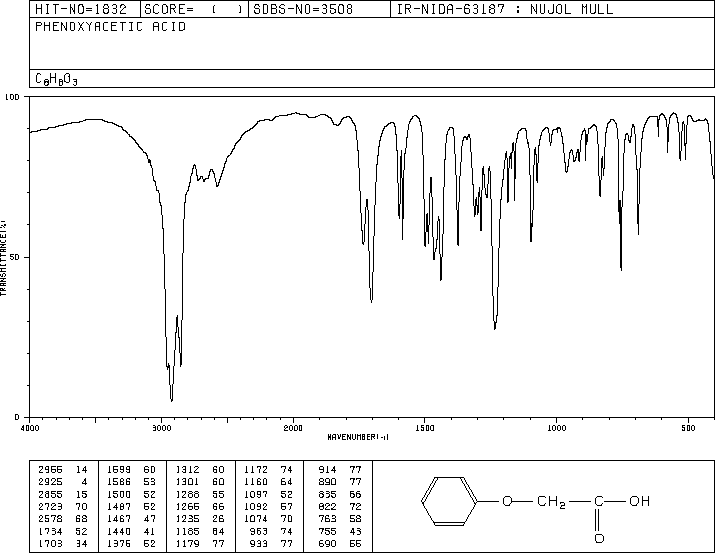 HIT-NO=1832 SCORE= ( ) SDBS-NO=3508 IR-NIDA-63187 : NUJOL MULL
PHENOXYACETIC ACID
C8H8O3
100
TRANSMITTANCE(%)
50
0
4000 3000 2000 1500 1000 500
WAVENUMBER(-1)
2956 14 1599 60 1312 60 1172 74 914 77
2925 4 1586 53 1301 60 1160 64 890 77
2855 15 1500 52 1288 55 1097 52 835 66
2723 70 1487 52 1266 66 1092 57 822 72
2578 68 1467 47 1235 26 1074 70 763 58
1734 52 1440 41 1185 64 963 74 755 43
1703 34 1376 52 1179 77 933 77 690 55
O CH2 C OH
O